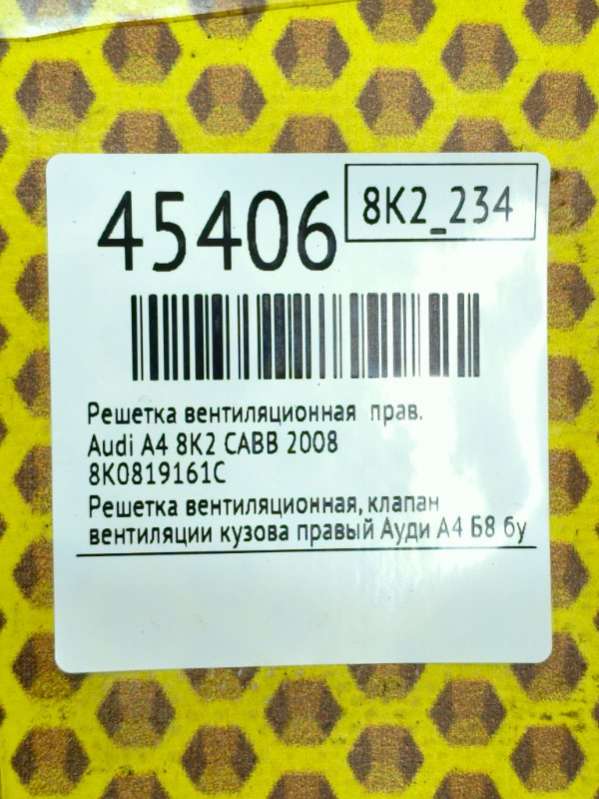 45406
8K2_234
Решетка вентиляционная прав.
Audi A4 8K2 CABB 2008
8K0819161C
Решетка вентиляционная, клапан
вентиляции кузова правый Ауди А4 Б8 бу